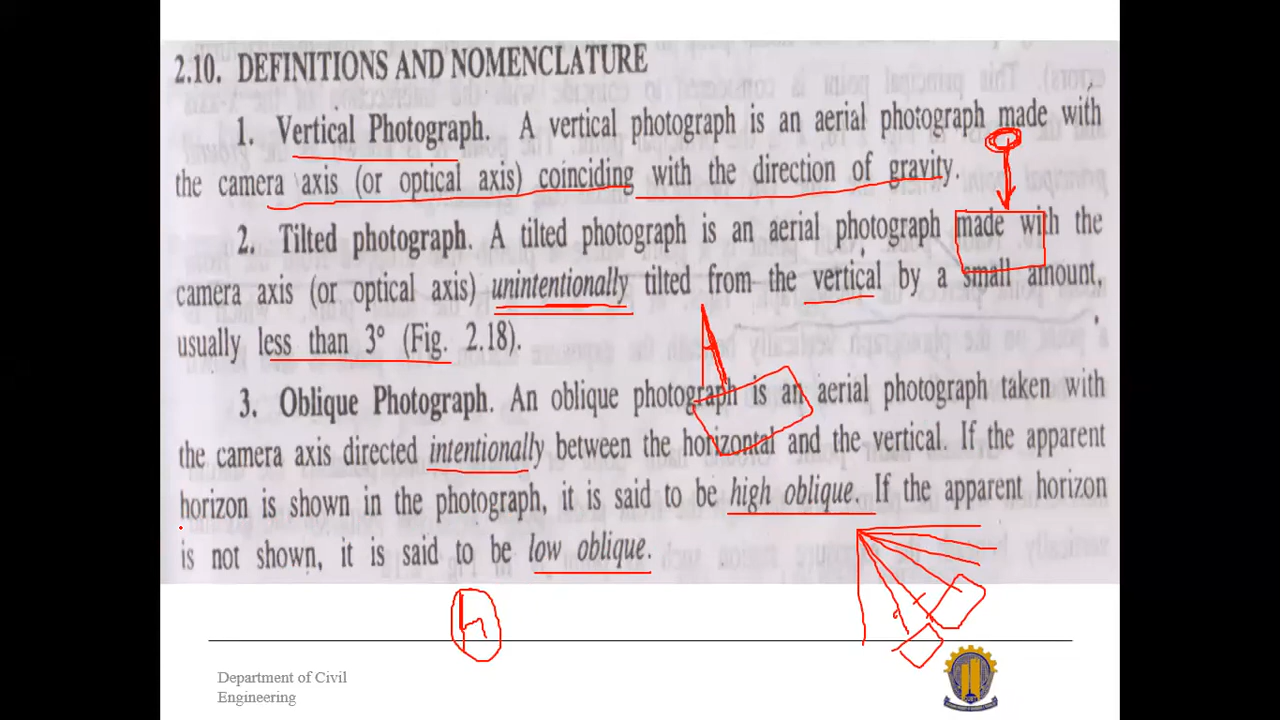 2.10. DEFINITIONS AND NOMENCLATURE
1. Vertical Photograph. A vertical photograph is an aerial photograph made with
the camera axis (or optical axis) coinciding with the direction of gravity.
2. Tilted photograph. A tilted photograph is an aerial photograph made with the
camera axis (or optical axis) unintentionally tilted from the vertical by a small amount,
usually less than 3° (Fig. 2.18).
3. Oblique Photograph. An oblique photograph is an aerial photograph taken with
the camera axis directed intentionally between the horizontal and the vertical. If the apparent
horizon is shown in the photograph, it is said to be high oblique. If the apparent horizon
is not shown, it is said to be low oblique.
h
Department of Civil
Engineering